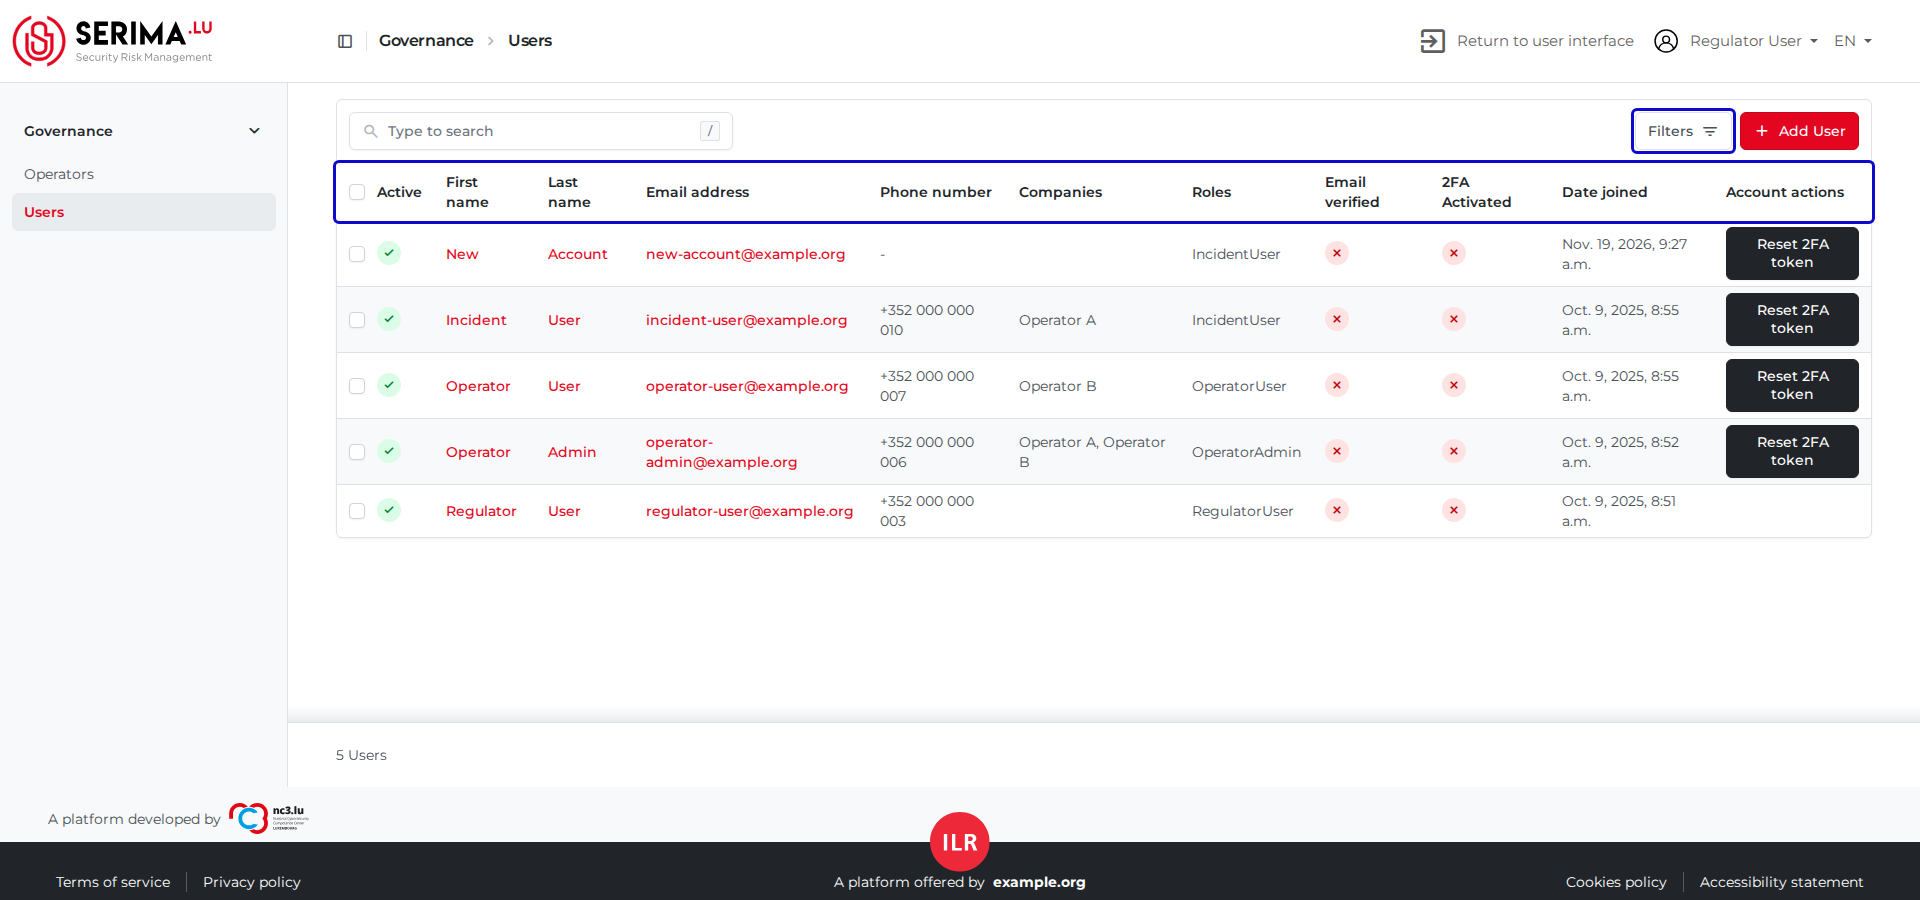 SERIMA.LU
Security Risk Management
Governance > Users
Return to user interface
Regulator User
EN
Governance
Operators
Users
Type to search
/
Filters
+ Add User
Active
First name
Last name
Email address
Phone number
Companies
Roles
Email verified
2FA Activated
Date joined
Account actions
New
Account
new-account@example.org
-
IncidentUser
Nov. 19, 2026, 9:27 a.m.
Reset 2FA token
Incident
User
incident-user@example.org
+352 000 000 010
Operator A
IncidentUser
Oct. 9, 2025, 8:55 a.m.
Reset 2FA token
Operator
User
operator-user@example.org
+352 000 000 007
Operator B
OperatorUser
Oct. 9, 2025, 8:55 a.m.
Reset 2FA token
Operator
Admin
operator-admin@example.org
+352 000 000 006
Operator A, Operator B
OperatorAdmin
Oct. 9, 2025, 8:52 a.m.
Reset 2FA token
Regulator
User
regulator-user@example.org
+352 000 000 003
RegulatorUser
Oct. 9, 2025, 8:51 a.m.
5 Users
A platform developed by
nc3.lu
ILR
Terms of service
Privacy policy
A platform offered by example.org
Cookies policy
Accessibility statement